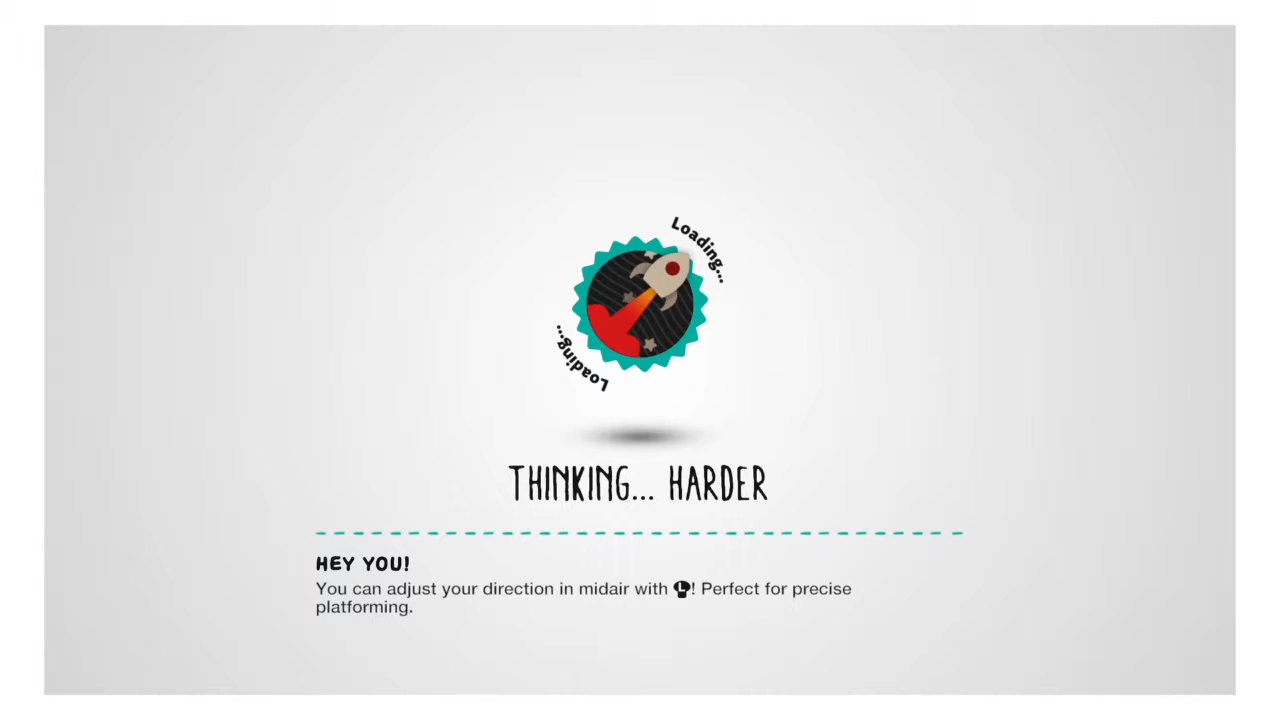 Loading...
Loading...
THINKING... HARDER
HEY YOU!
You can adjust your direction in midair with L! Perfect for precise
platforming.